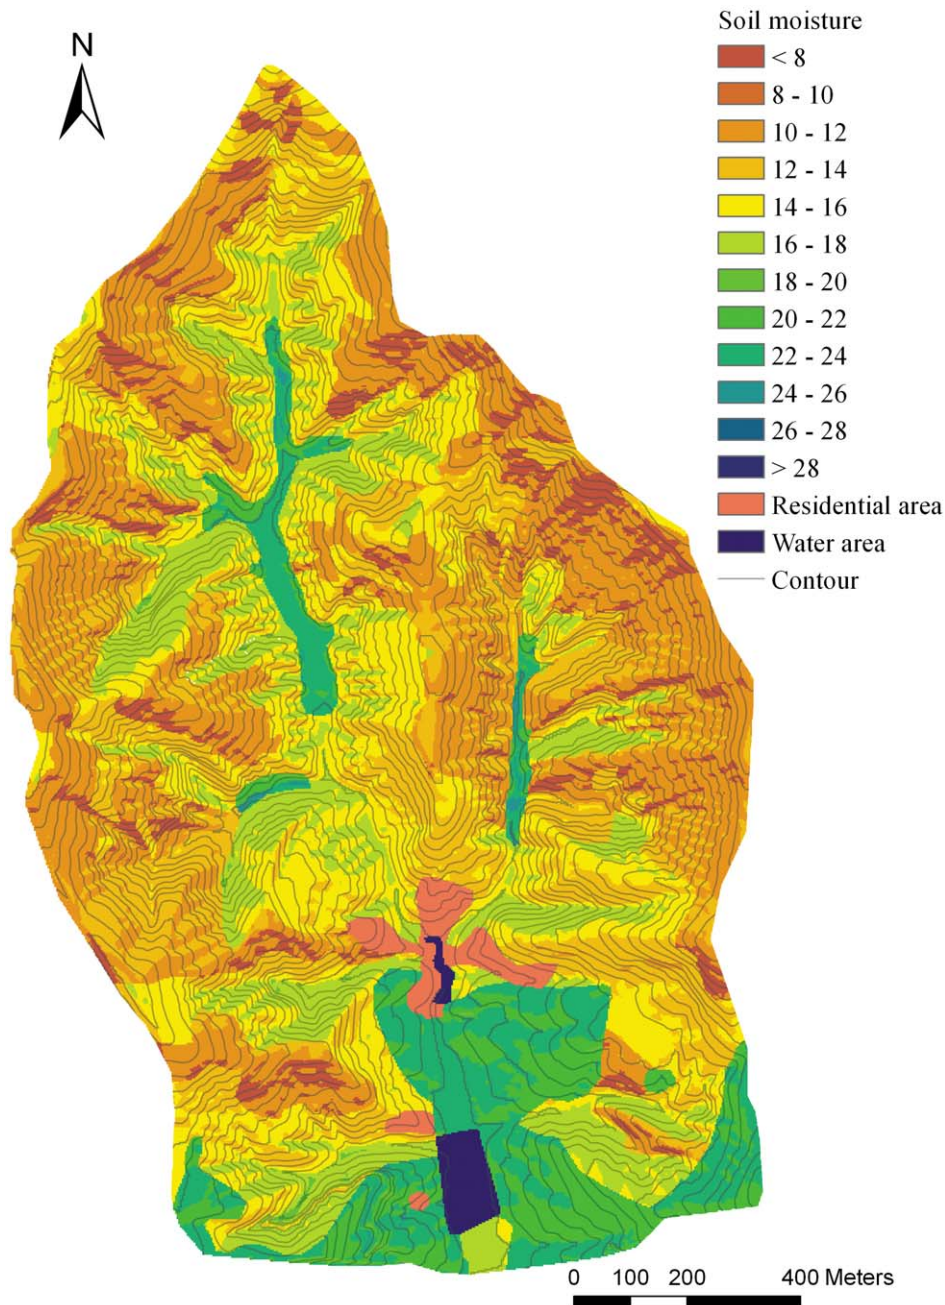 Soil moisture
N
< 8
8 - 10
10 - 12
12 - 14
14 - 16
16 - 18
18 - 20
20 - 22
22 - 24
24 - 26
26 - 28
> 28
Residential area
Water area
Contour
0 100 200 400 Meters